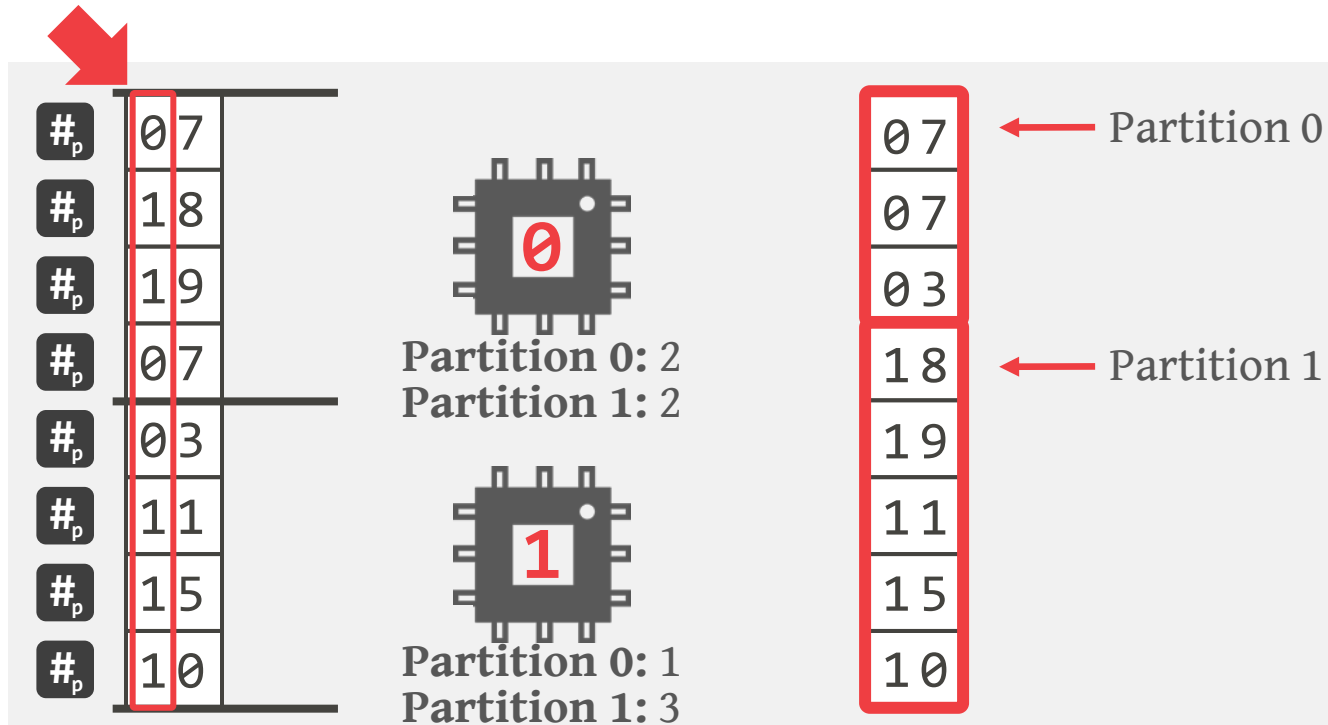 #p 07
#p 18
#p 19
#p 07
#p 03
#p 11
#p 15
#p 10
0
Partition 0: 2
Partition 1: 2
1
Partition 0: 1
Partition 1: 3
07 Partition 0
07
03
18 Partition 1
19
11
15
10